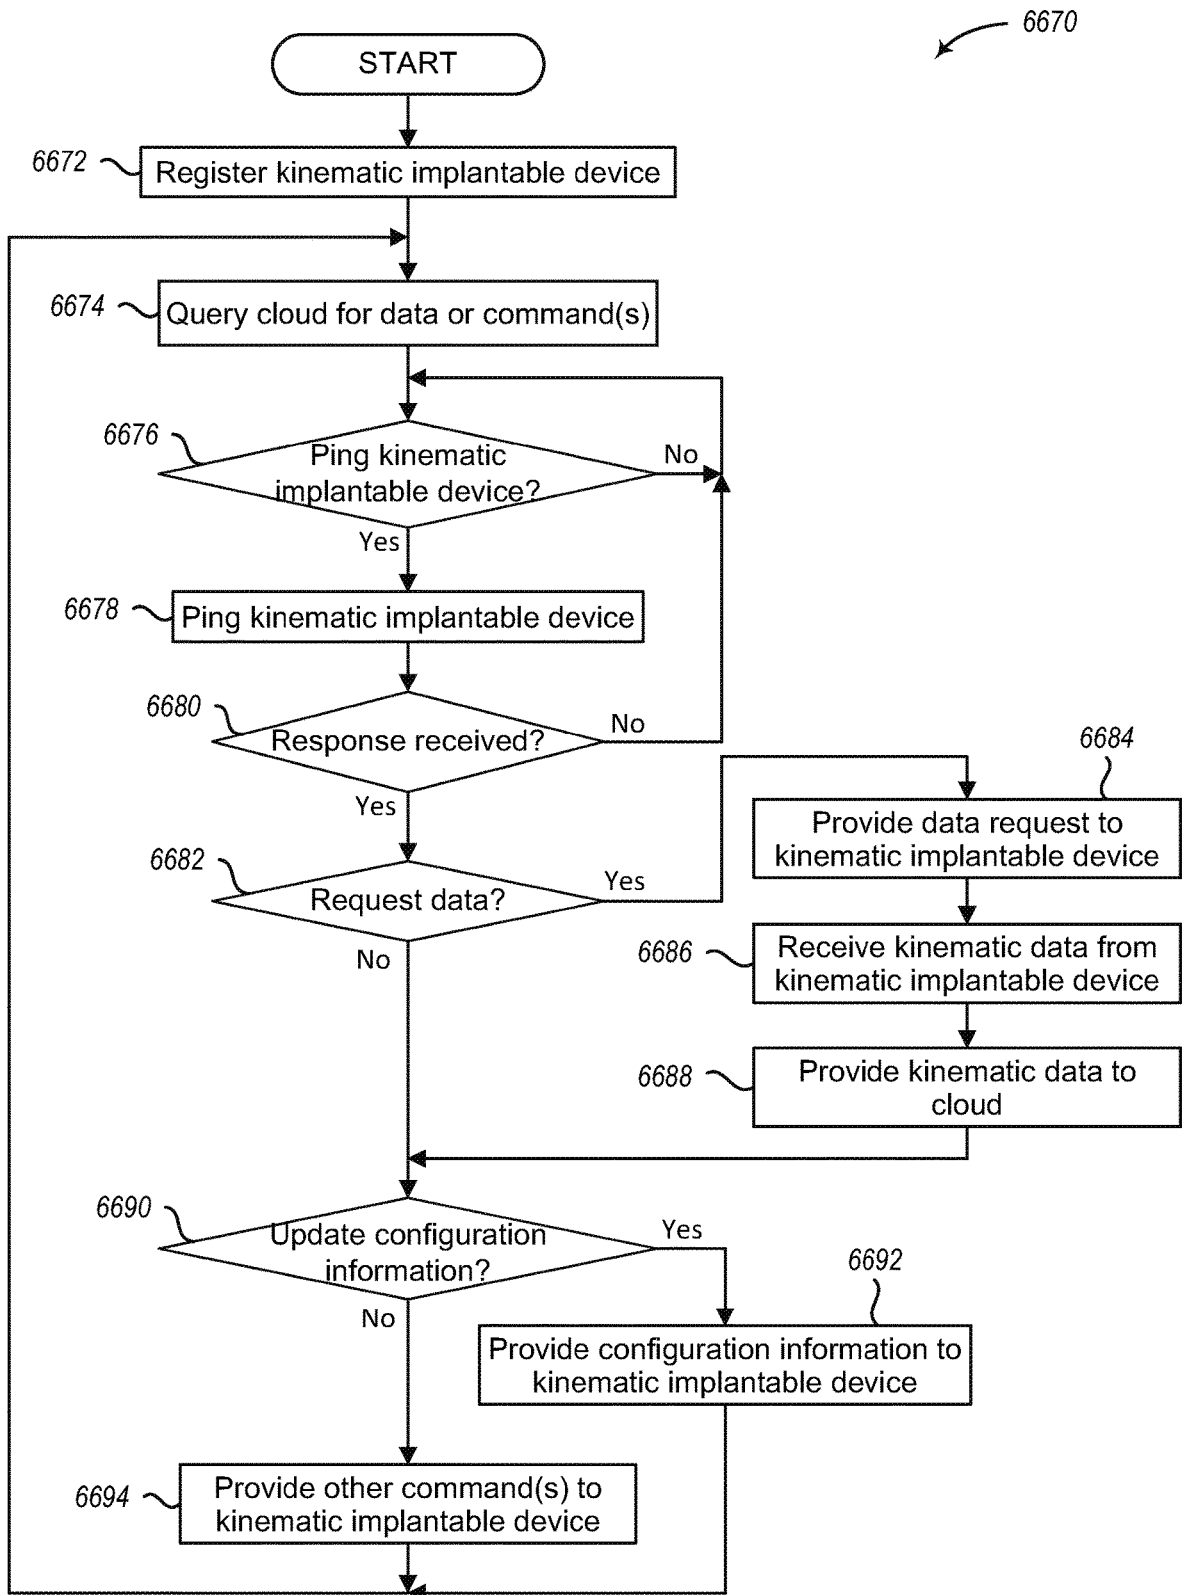 6670
START
6672
Register kinematic implantable device
6674
Query cloud for data or command(s)
6676
Ping kinematic
implantable device?
No
Yes
6678
Ping kinematic implantable device
6680
Response received?
No
Yes
6684
Provide data request to
kinematic implantable device
6682
Request data?
Yes
No
6686
Receive kinematic data from
kinematic implantable device
6688
Provide kinematic data to
cloud
6690
Update configuration
information?
Yes
No
6692
Provide configuration information to
kinematic implantable device
6694
Provide other command(s) to
kinematic implantable device